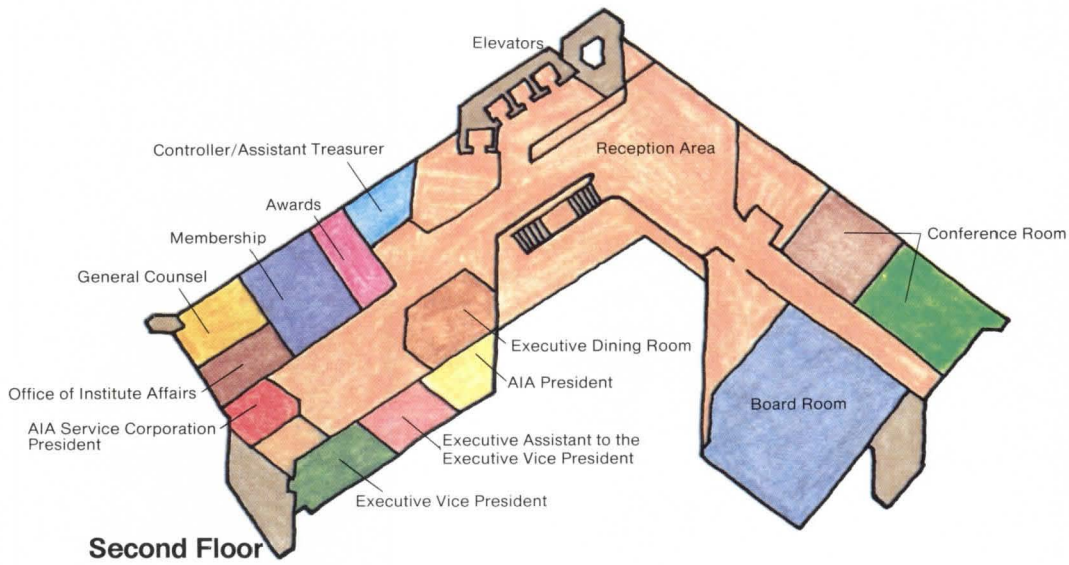 Elevators
Reception Area
Controller/Assistant Treasurer
Awards
Membership
General Counsel
Conference Room
Office of Institute Affairs
AIA Service Corporation
President
Executive Dining Room
AIA President
Board Room
Executive Assistant to the
Executive Vice President
Executive Vice President
Second Floor